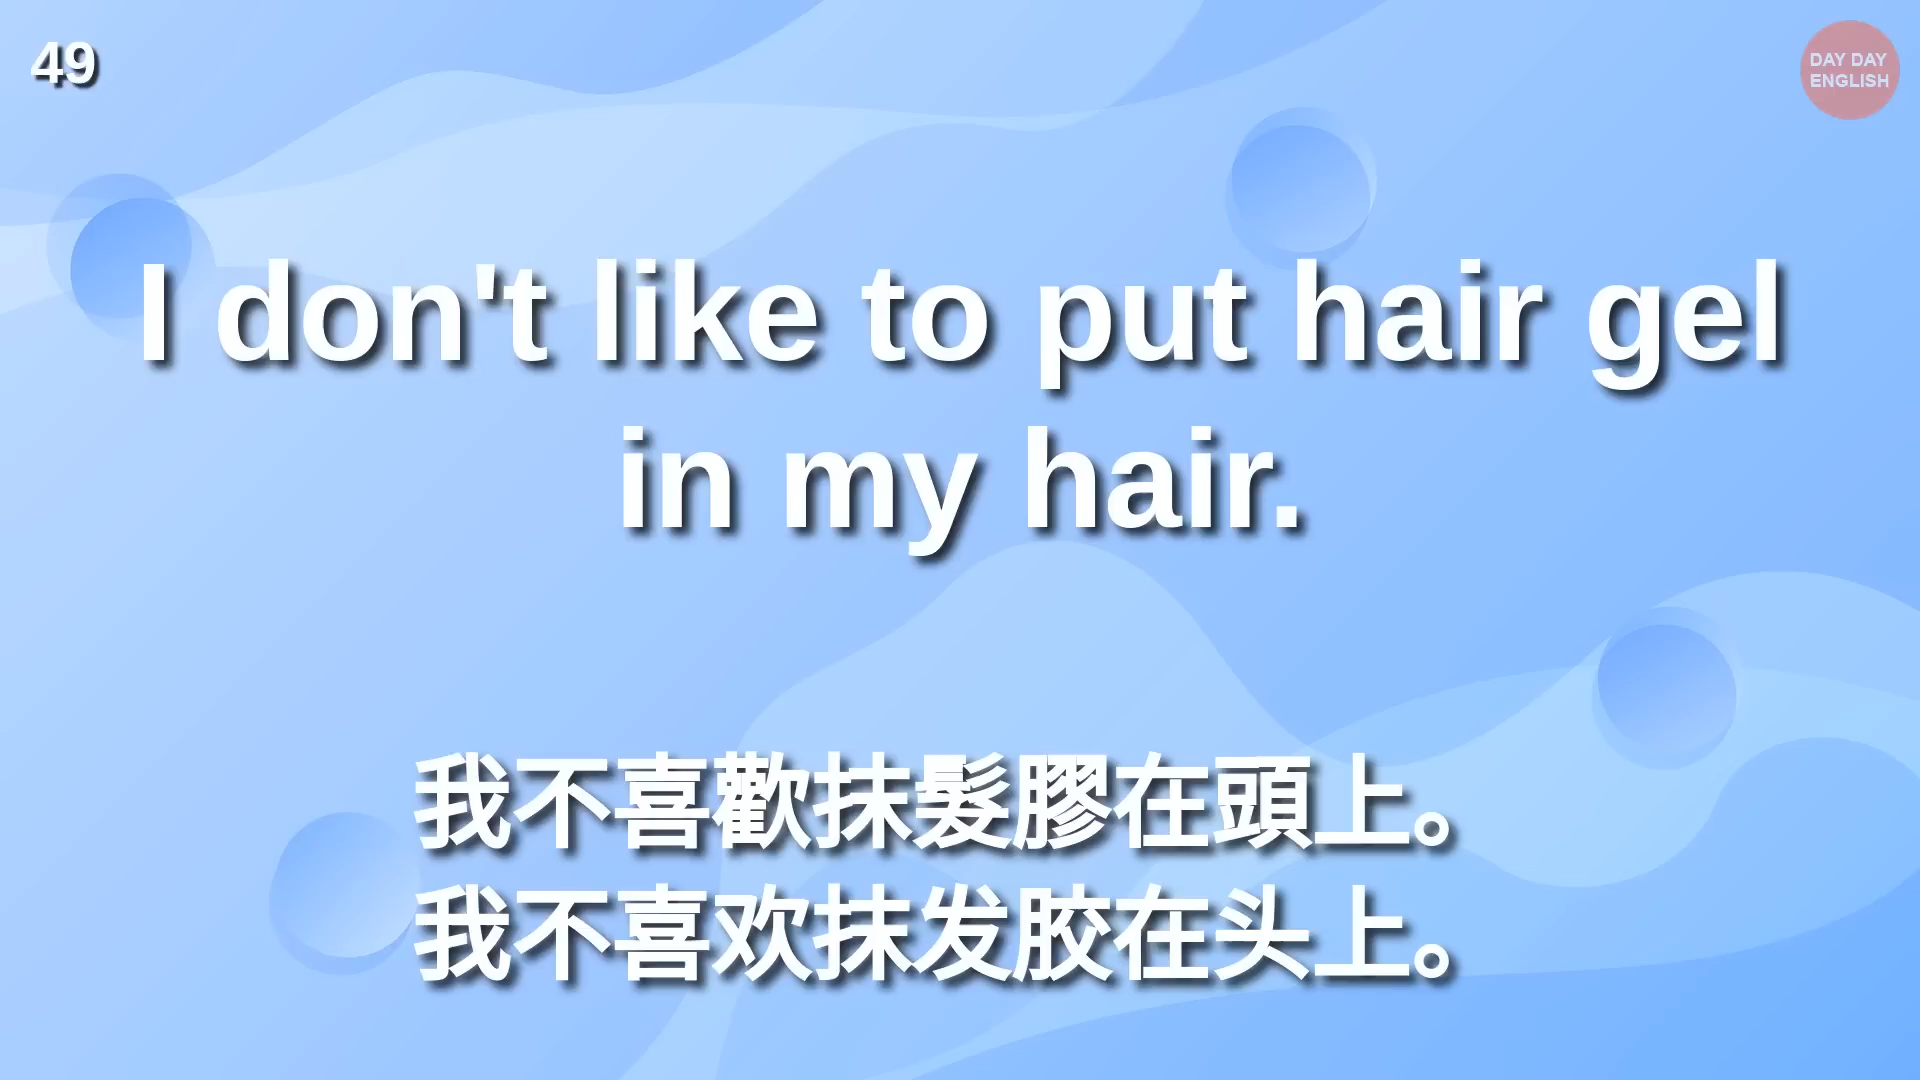 49
DAY DAY
ENGLISH
I don't like to put hair gel
in my hair.
我不喜歡抹髮膠在頭上。
我不喜欢抹发胶在头上。